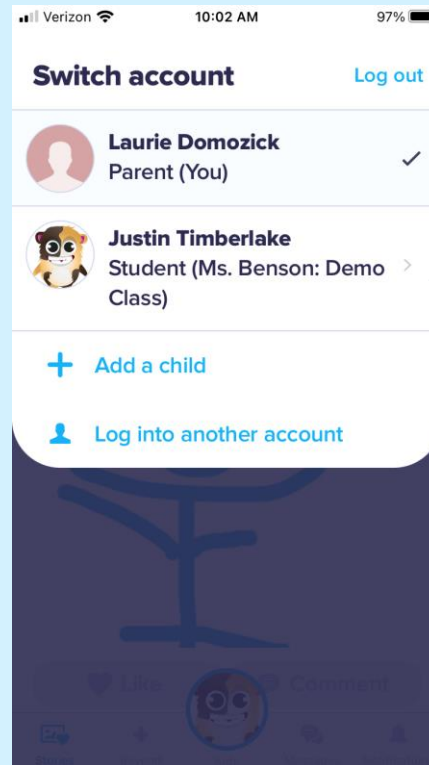 Verizon 10:02 AM 97%
Switch account Log out
Laurie Domozick
Parent (You)
Justin Timberlake
Student (Ms. Benson: Demo
Class)
Add a child
Log into another account
Like Comment